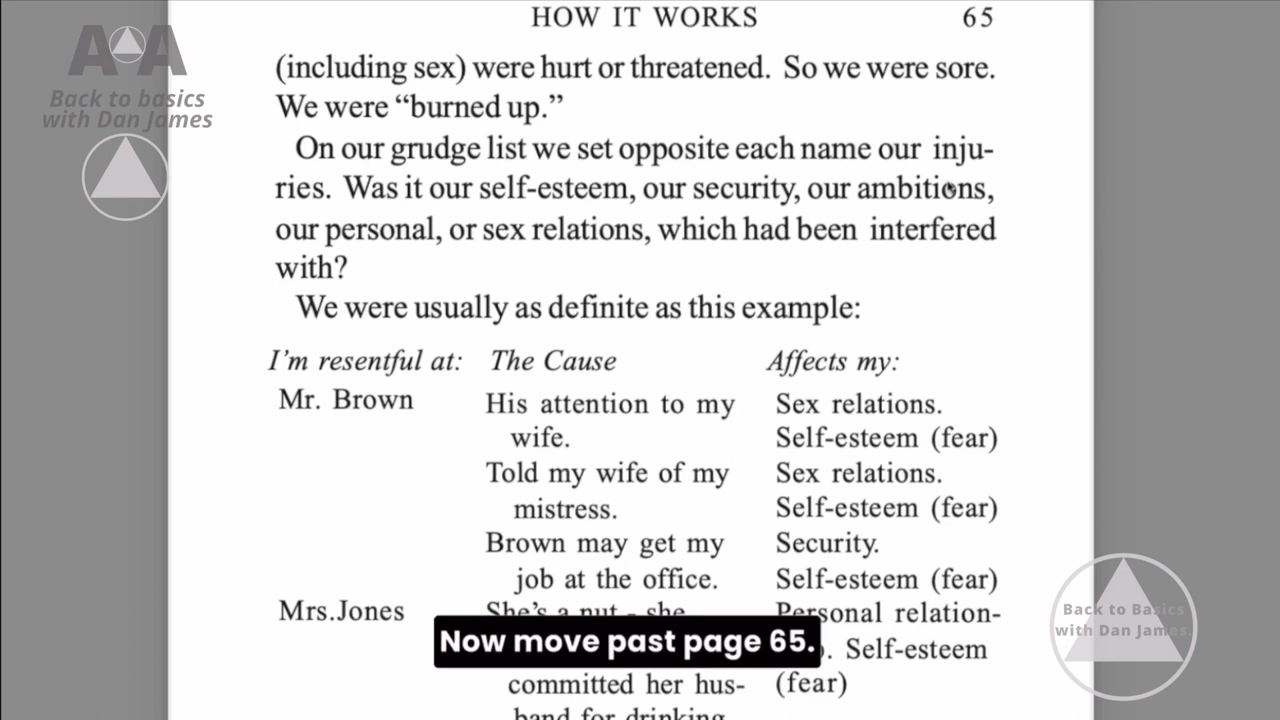 HOW IT WORKS 65
AA
Back to basics
with Dan James
(including sex) were hurt or threatened. So we were sore.
We were “burned up.”
On our grudge list we set opposite each name our inju-
ries. Was it our self-esteem, our security, our ambitions,
our personal, or sex relations, which had been interfered
with?
We were usually as definite as this example:
I’m resentful at: The Cause Affects my:
Mr. Brown His attention to my Sex relations.
wife. Self-esteem (fear)
Told my wife of my Sex relations.
mistress. Self-esteem (fear)
Brown may get my Security.
job at the office. Self-esteem (fear)
Mrs.Jones She’s a nut - she Personal relation-
Now move past page 65.
. Self-esteem
committed her hus- (fear)
band for drinking
Back to Basics
with Dan James